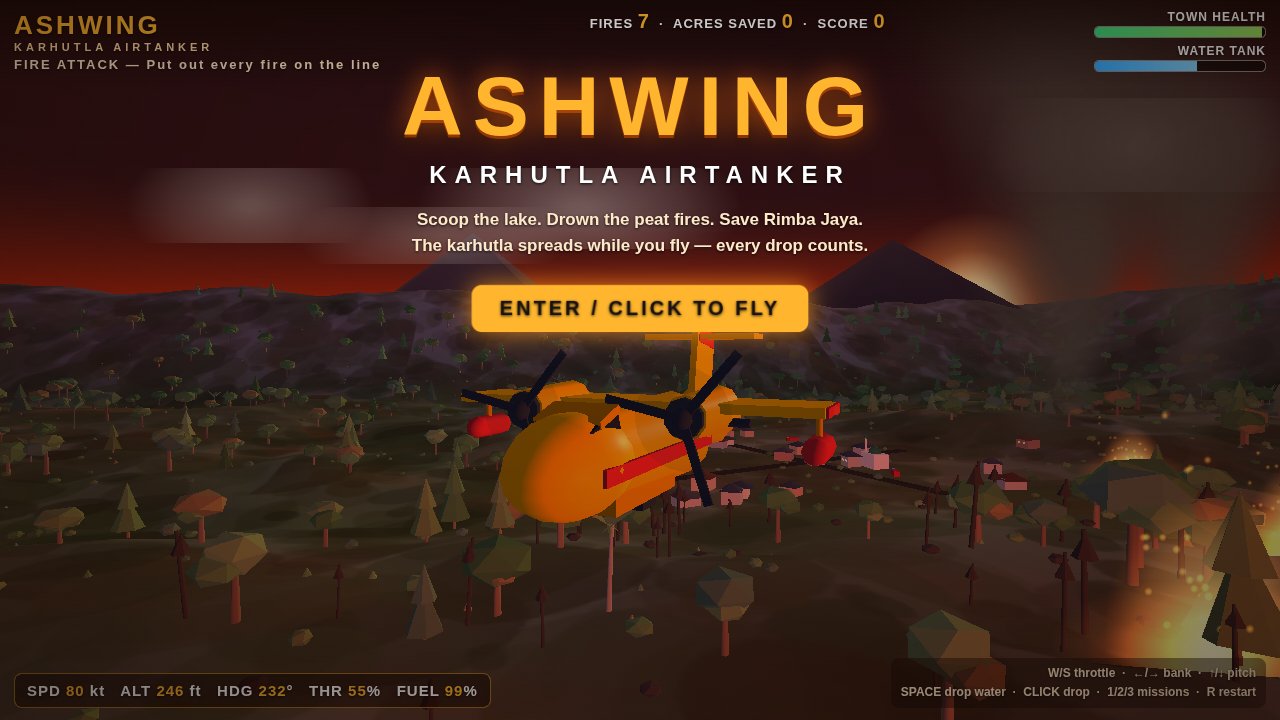 ASHWING
KARHUTLA AIRTANKER
FIRE ATTACK — Put out every fire on the line
FIRES 7 · ACRES SAVED 0 · SCORE 0
TOWN HEALTH
WATER TANK
ASHWING
KARHUTLA AIRTANKER
Scoop the lake. Drown the peat fires. Save Rimba Jaya.
The karhutla spreads while you fly — every drop counts.
ENTER / CLICK TO FLY
SPD 80 kt ALT 246 ft HDG 232° THR 55% FUEL 99%
W/S throttle · ←/→ bank · ↑/↓ pitch
SPACE drop water · CLICK drop · 1/2/3 missions · R restart